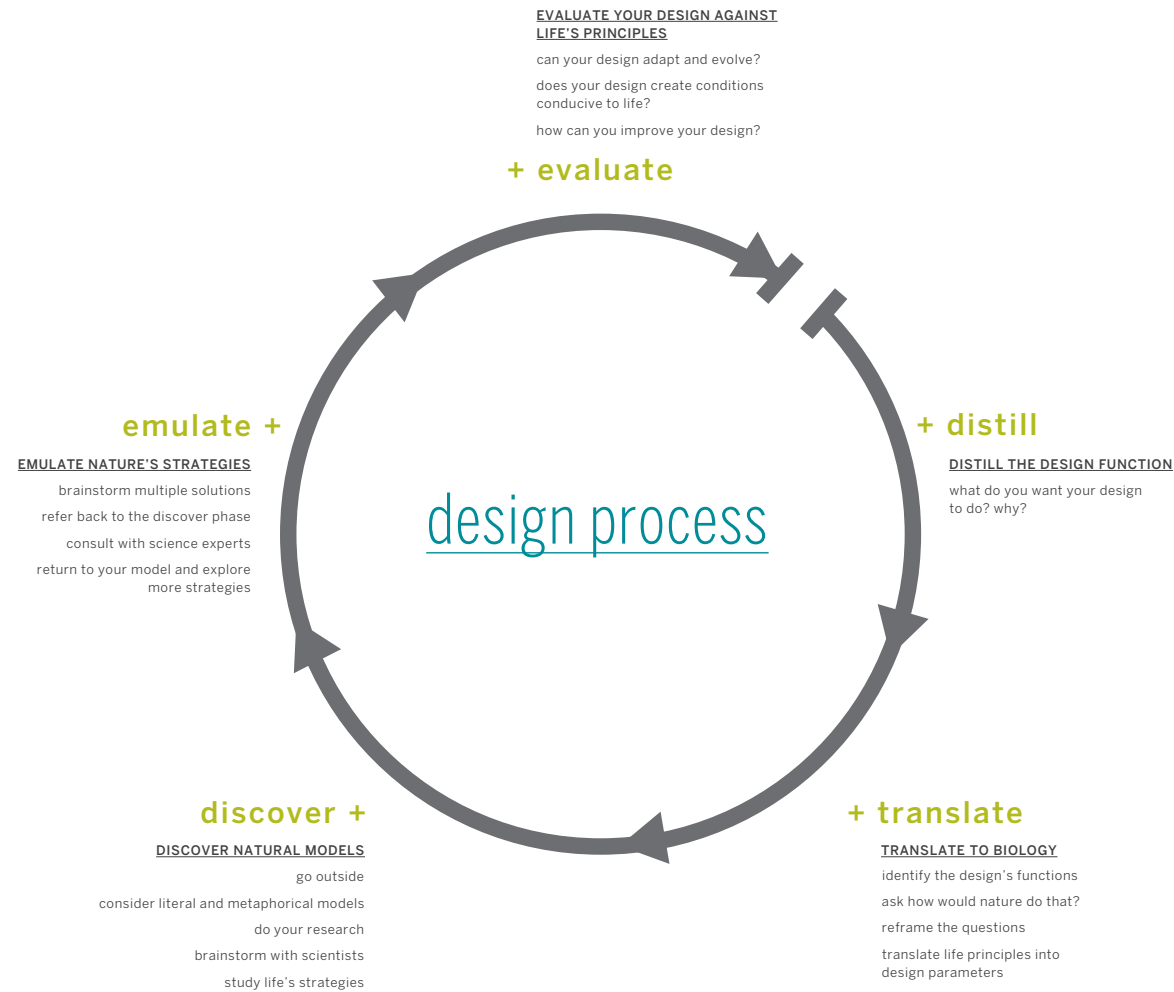 EVALUATE YOUR DESIGN AGAINST
LIFE'S PRINCIPLES
can your design adapt and evolve?
does your design create conditions
conducive to life?
how can you improve your design?
+ evaluate
emulate +
EMULATE NATURE'S STRATEGIES
brainstorm multiple solutions
refer back to the discover phase
consult with science experts
return to your model and explore
more strategies
design process
+ distill
DISTILL THE DESIGN FUNCTION
what do you want your design
to do? why?
discover +
DISCOVER NATURAL MODELS
go outside
consider literal and metaphorical models
do your research
brainstorm with scientists
study life's strategies
+ translate
TRANSLATE TO BIOLOGY
identify the design's functions
ask how would nature do that?
reframe the questions
translate life principles into
design parameters